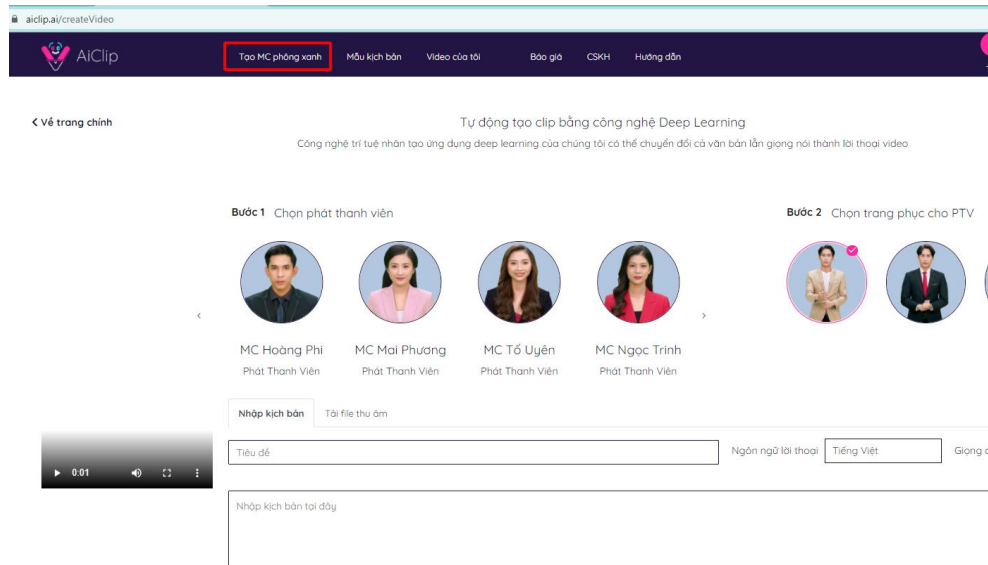 aiclip.ai/createVideo
AiClip
Tạo MC phông xanh
Mẫu kịch bản
Video của tôi
Báo giá
CSKH
Hướng dẫn
Về trang chính
Tự động tạo clip bằng công nghệ Deep Learning
Công nghệ trí tuệ nhân tạo ứng dụng deep learning của chúng tôi có thể chuyển đổi cả văn bản lẫn giọng nói thành lời thoại video
Bước 1 Chọn phát thanh viên
Bước 2 Chọn trang phục cho PTV
MC Hoàng Phi
Phát Thanh Viên
MC Mai Phương
Phát Thanh Viên
MC Tố Uyên
Phát Thanh Viên
MC Ngọc Trinh
Phát Thanh Viên
Nhập kịch bản
Tải file thu âm
Tiêu đề
Ngôn ngữ lời thoại
Tiếng Việt
Giọng
0:01
Nhập kịch bản tại đây